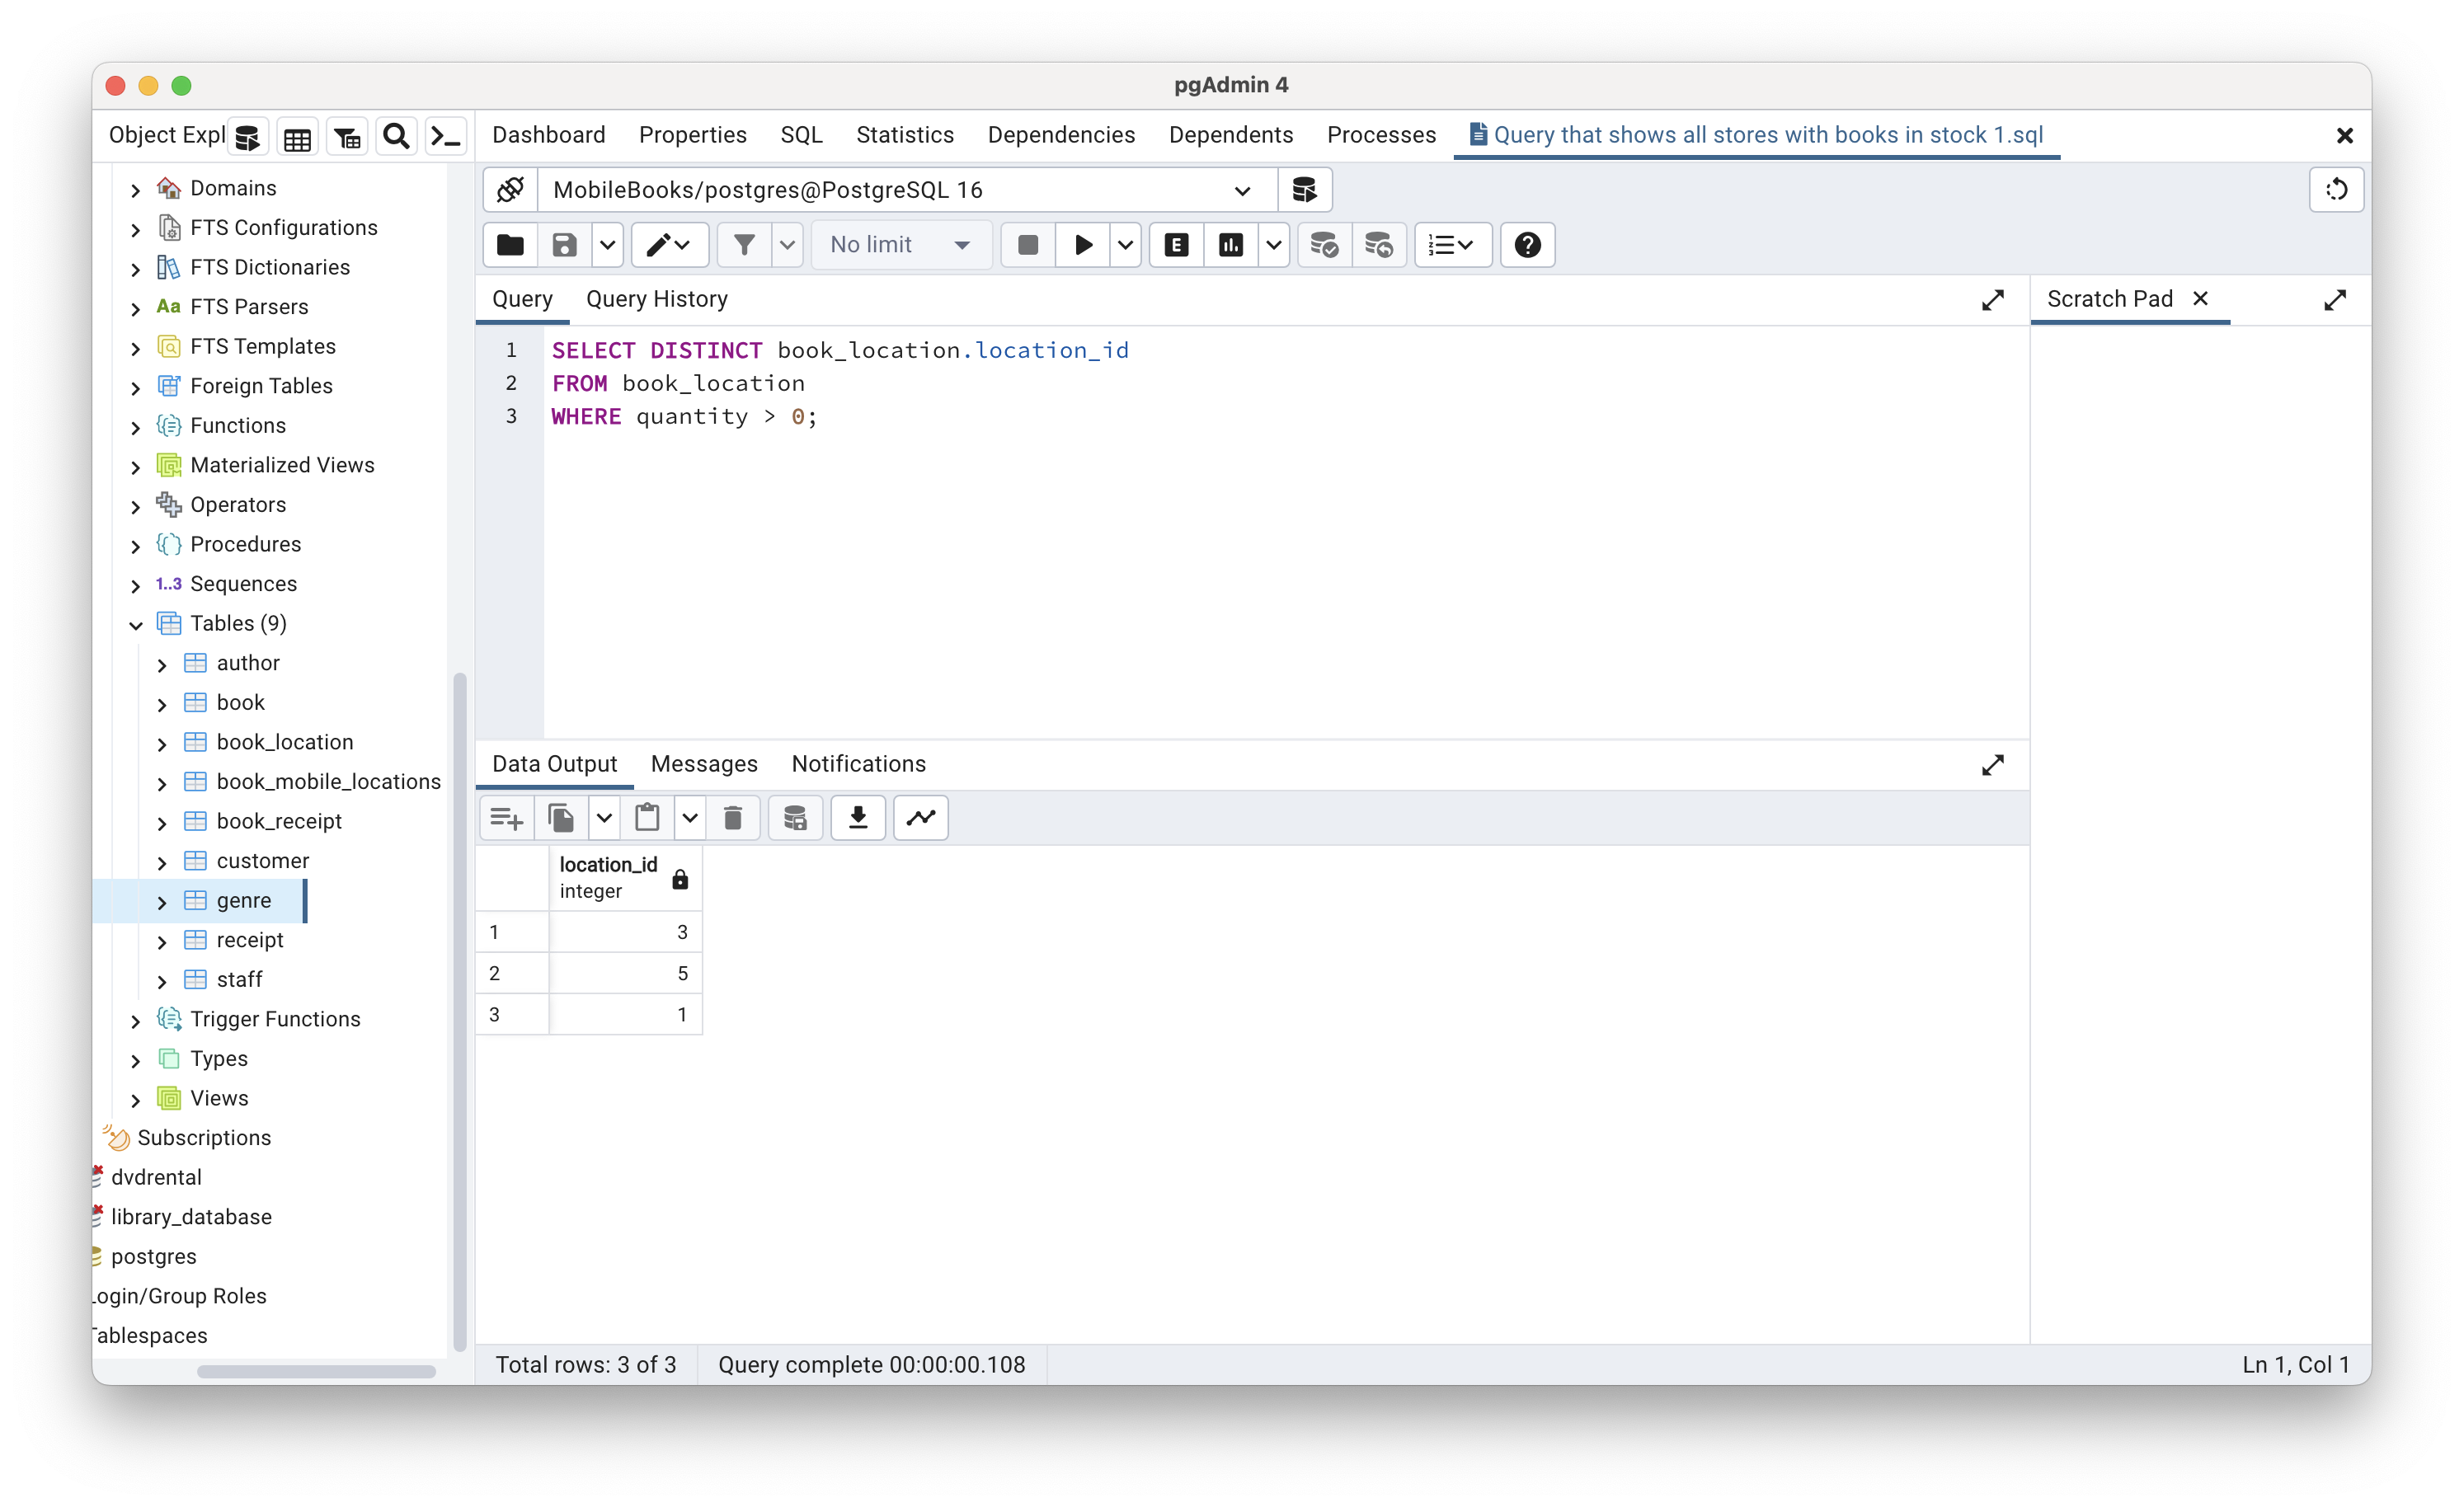 pgAdmin 4
Object Expl
Dashboard Properties SQL Statistics Dependencies Dependents Processes Query that shows all stores with books in stock 1.sql
MobileBooks/postgres@PostgreSQL 16
No limit
E
Query Query History
Scratch Pad
1 SELECT DISTINCT book_location.location_id
2 FROM book_location
3 WHERE quantity > 0;
Domains
FTS Configurations
FTS Dictionaries
Aa FTS Parsers
FTS Templates
Foreign Tables
Functions
Materialized Views
Operators
Procedures
1..3 Sequences
Tables (9)
author
book
book_location
book_mobile_locations
book_receipt
customer
genre
receipt
staff
Trigger Functions
Types
Views
Subscriptions
dvdrental
library_database
postgres
Login/Group Roles
Tablespaces
Data Output Messages Notifications
location_id
integer
1 3
2 5
3 1
Total rows: 3 of 3 Query complete 00:00:00.108 Ln 1, Col 1